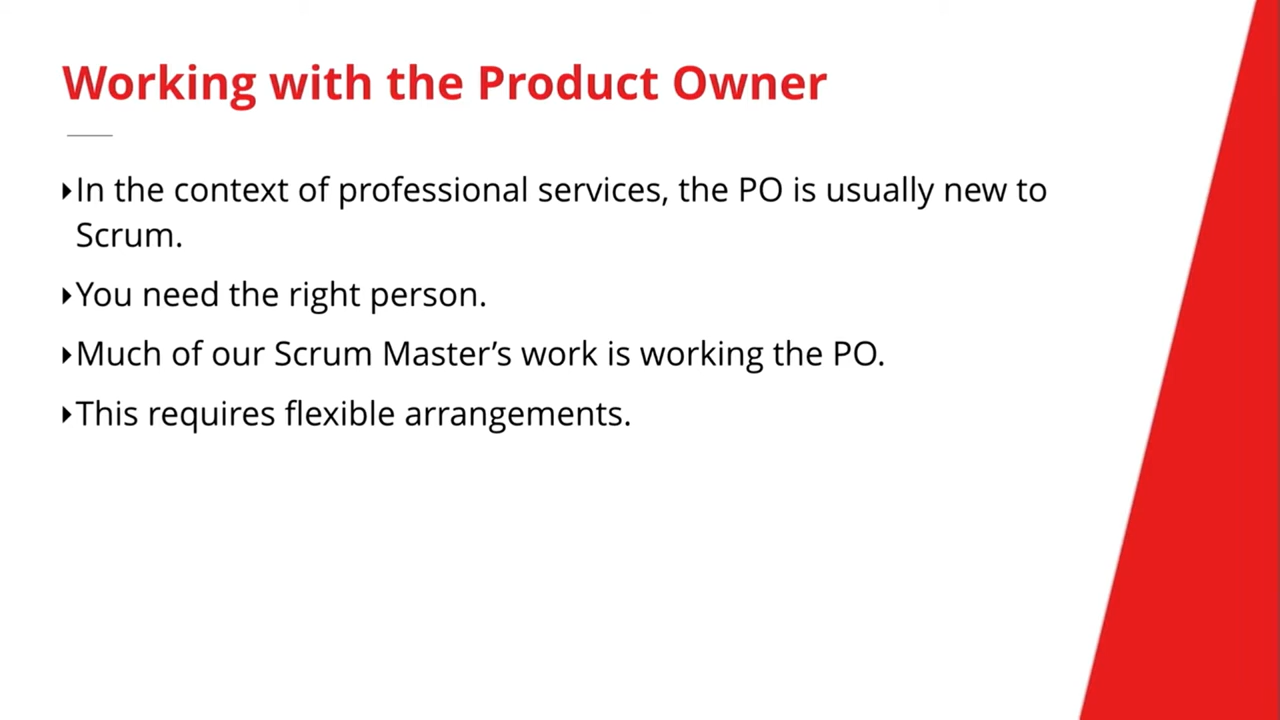 Working with the Product Owner
‣In the context of professional services, the PO is usually new to
Scrum.
‣You need the right person.
‣Much of our Scrum Master’s work is working the PO.
‣This requires flexible arrangements.